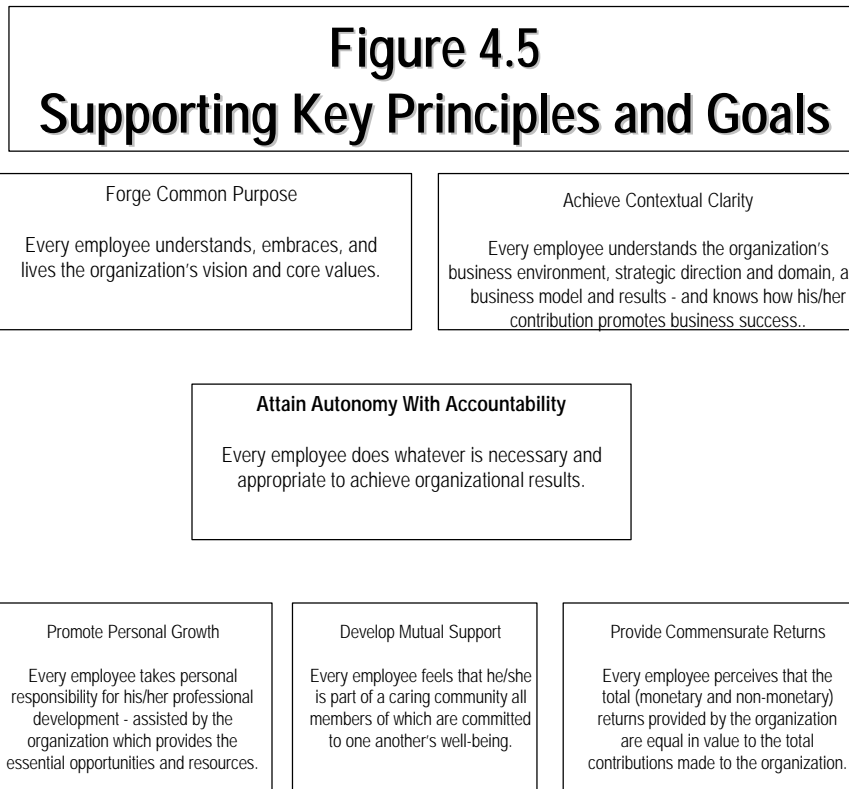 Figure 4.5
Supporting Key Principles and Goals
Forge Common Purpose
Every employee understands, embraces, and
lives the organization's vision and core values.
Achieve Contextual Clarity
Every employee understands the organization's
business environment, strategic direction and domain, a
business model and results - and knows how his/her
contribution promotes business success..
Attain Autonomy With Accountability
Every employee does whatever is necessary and
appropriate to achieve organizational results.
Promote Personal Growth
Every employee takes personal
responsibility for his/her professional
development - assisted by the
organization which provides the
essential opportunities and resources.
Develop Mutual Support
Every employee feels that he/she
is part of a caring community all
members of which are committed
to one another's well-being.
Provide Commensurate Returns
Every employee perceives that the
total (monetary and non-monetary)
returns provided by the organization
are equal in value to the total
contributions made to the organization.